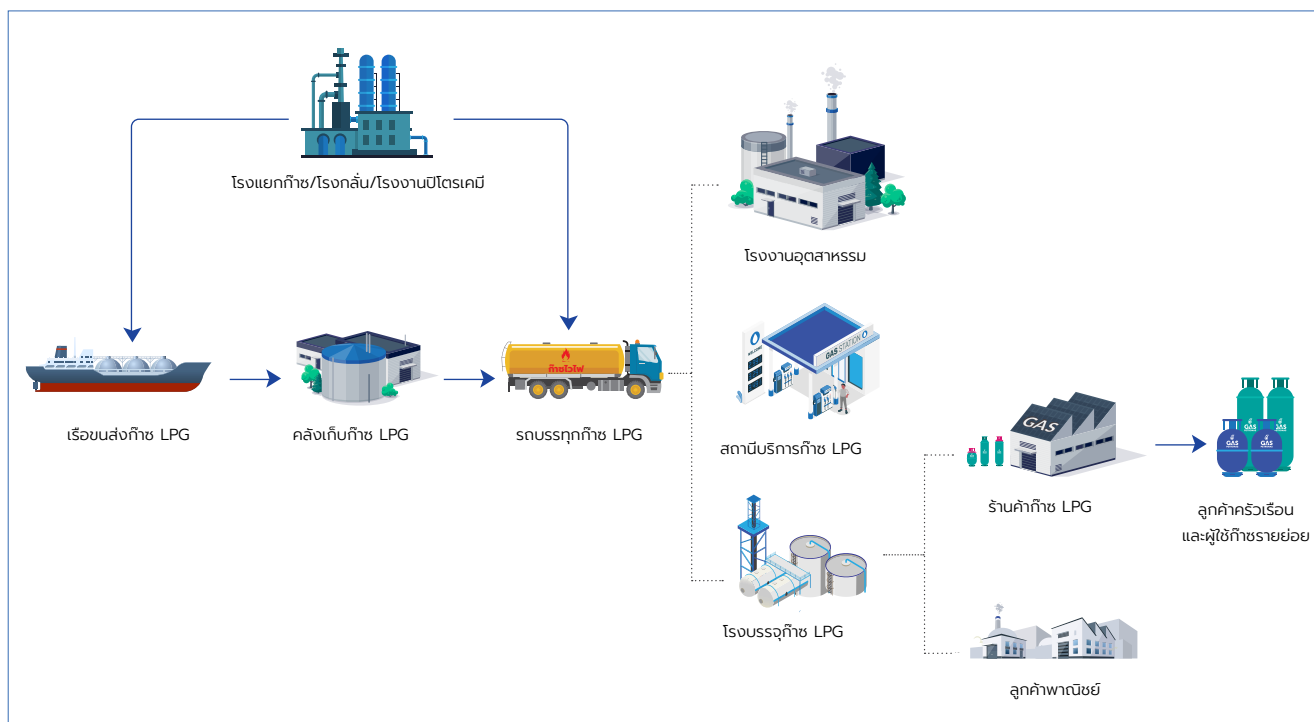 โรงแยกก๊าซ/โรงกลั่น/โรงงานปิโตรเคมี
โรงงานอุตสาหรรม
WELCOME
GAS STATION
ก๊าซไวไฟ
เรือขนส่งก๊าซ LPG
คลังเก็บก๊าซ LPG
รถบรรทุกก๊าซ LPG
สถานีบริการก๊าซ LPG
GAS
GAS
GAS
ร้านค้าก๊าซ LPG
ลูกค้าครัวเรือน
และผู้ใช้ก๊าซรายย่อย
โรงบรรจุก๊าซ LPG
ลูกค้าพาณิชย์